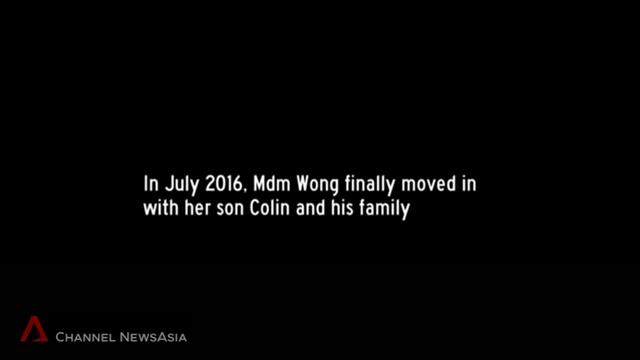 In July 2016, Mdm Wong finally moved in
with her son Colin and his family
CHANNEL NEWSASIA